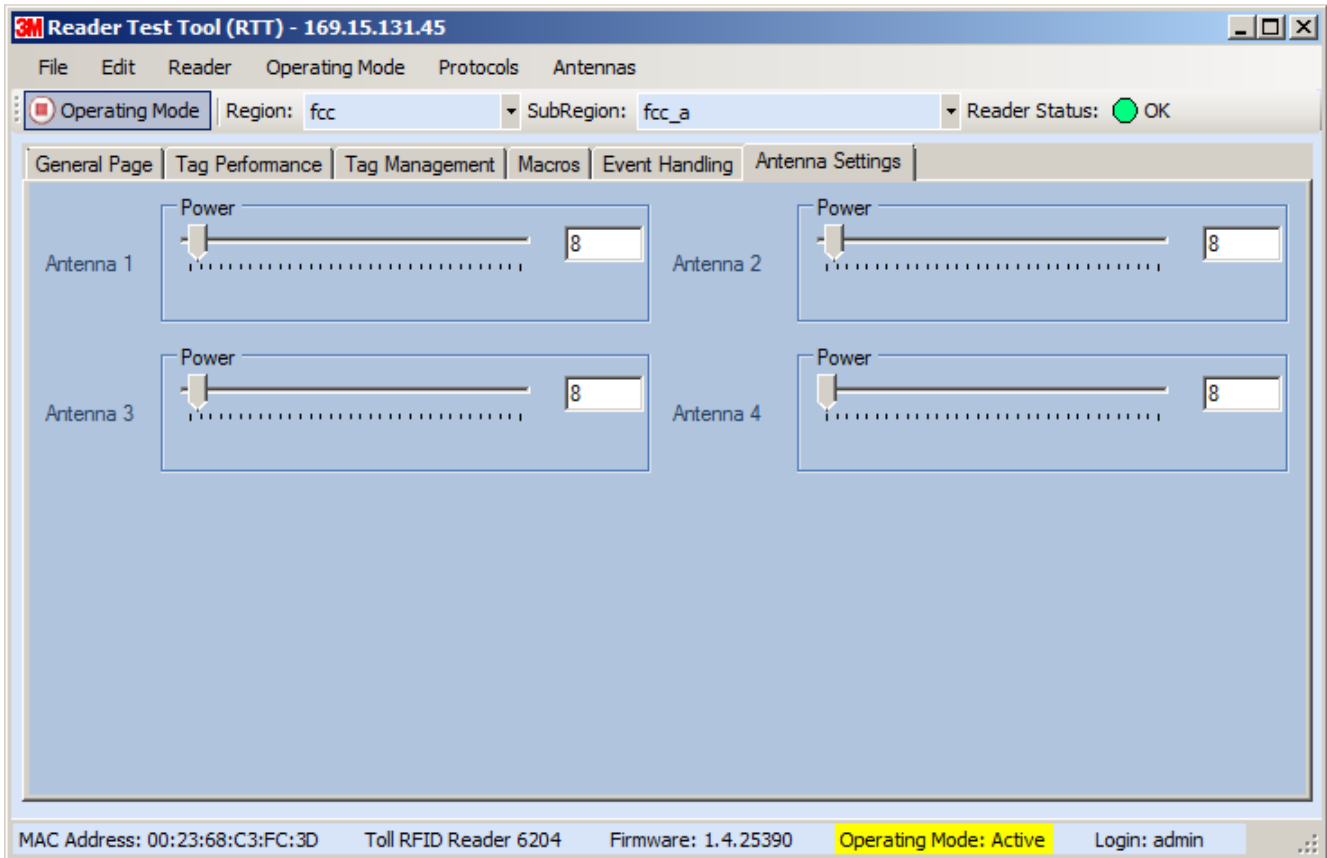 3M Reader Test Tool (RTT) - 169.15.131.45
File Edit Reader Operating Mode Protocols Antennas
Operating Mode Region: fcc SubRegion: fcc_a Reader Status: OK
General Page Tag Performance Tag Management Macros Event Handling Antenna Settings
Power Power
Antenna 1 8 Antenna 2 8
Power Power
Antenna 3 8 Antenna 4 8
MAC Address: 00:23:68:C3:FC:3D Toll RFID Reader 6204 Firmware: 1.4.25390 Operating Mode: Active Login: admin